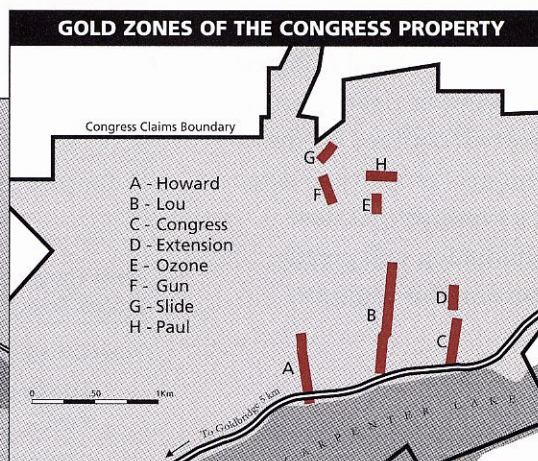 GOLD ZONES OF THE CONGRESS PROPERTY
Congress Claims Boundary
G
H
F
E
A - Howard
B - Lou
C - Congress
D - Extension
E - Ozone
F - Gun
G - Slide
H - Paul
D
B
C
A
0 .50 1Km
To Goldbridge 5 km
CARPENTER LAKE